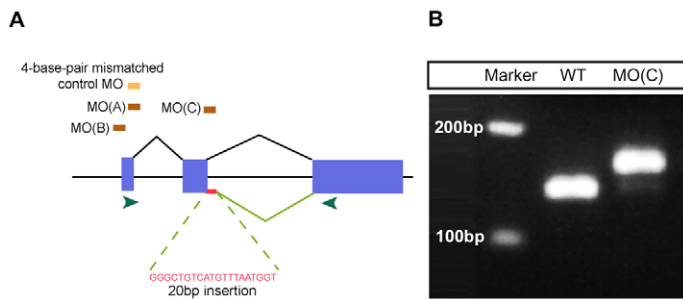 A
4-base-pair mismatched
control MO
MO(A)
MO(C)
MO(B)
GGGCTGTCATGTTTAATGGT
20bp insertion
B
Marker WT MO(C)
200bp
100bp